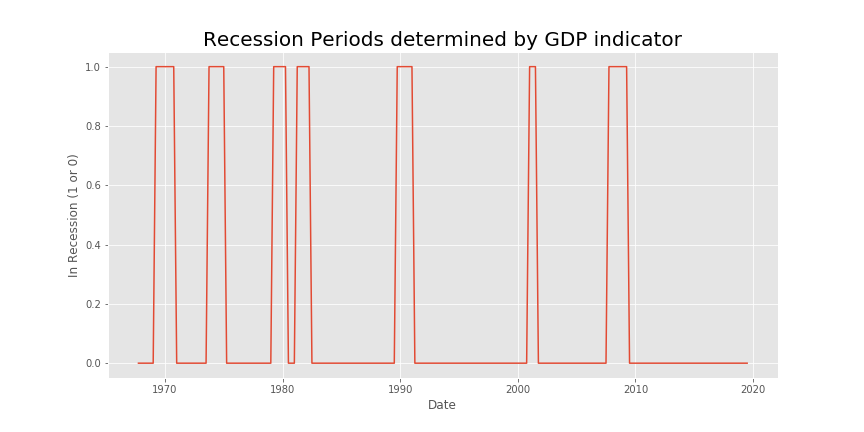 Recession Periods determined by GDP indicator
1.0
0.8
0.6
0.4
0.2
0.0
In Recession (1 or 0)
1970 1980 1990 2000 2010 2020
Date